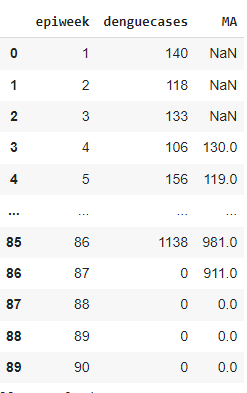 epiweek denguecases MA
0 1 140 NaN
1 2 118 NaN
2 3 133 NaN
3 4 106 130.0
4 5 156 119.0
... ... ... ...
85 86 1138 981.0
86 87 0 911.0
87 88 0 0.0
88 89 0 0.0
89 90 0 0.0